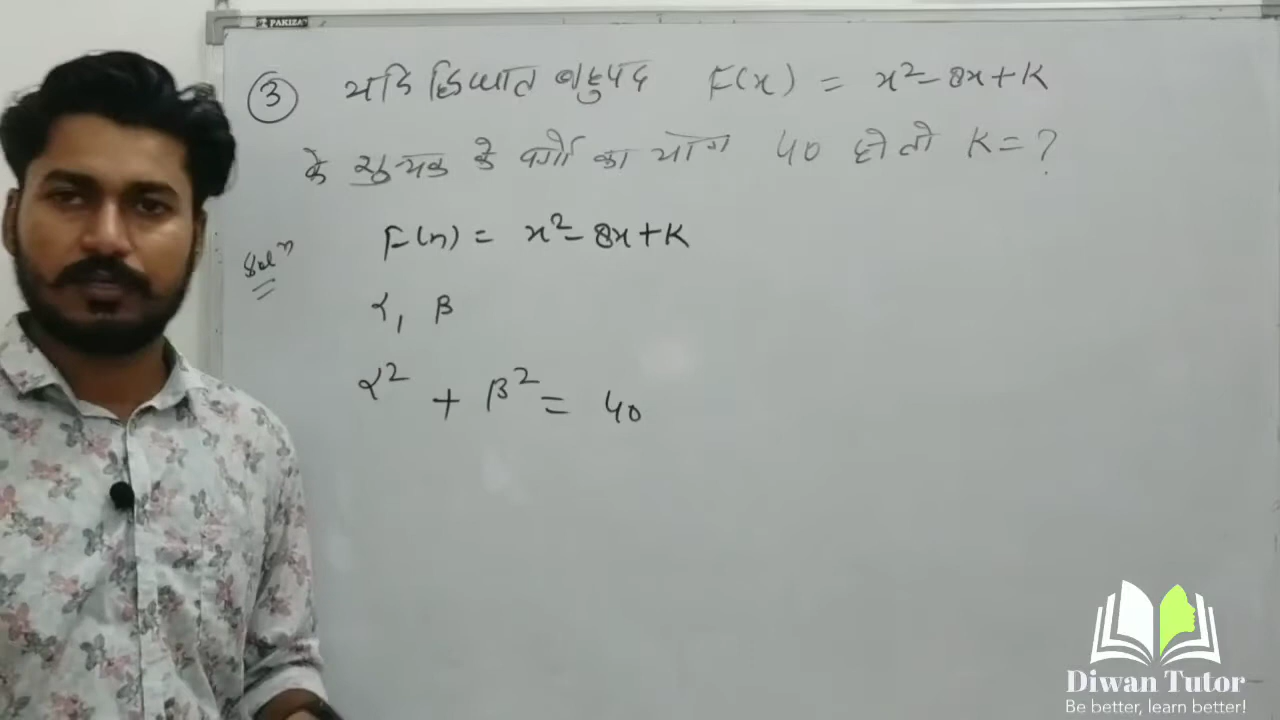 PAKIZA
③ यदि द्विघात बहुपद F(x) = x²-8x+K
के शुन्यक के वर्गो का योग 40 हो तो K=?
Solⁿ
F(n) = x²-8x+K
α, β
α² + β² = 40
Diwan Tutor
Be better, learn better!